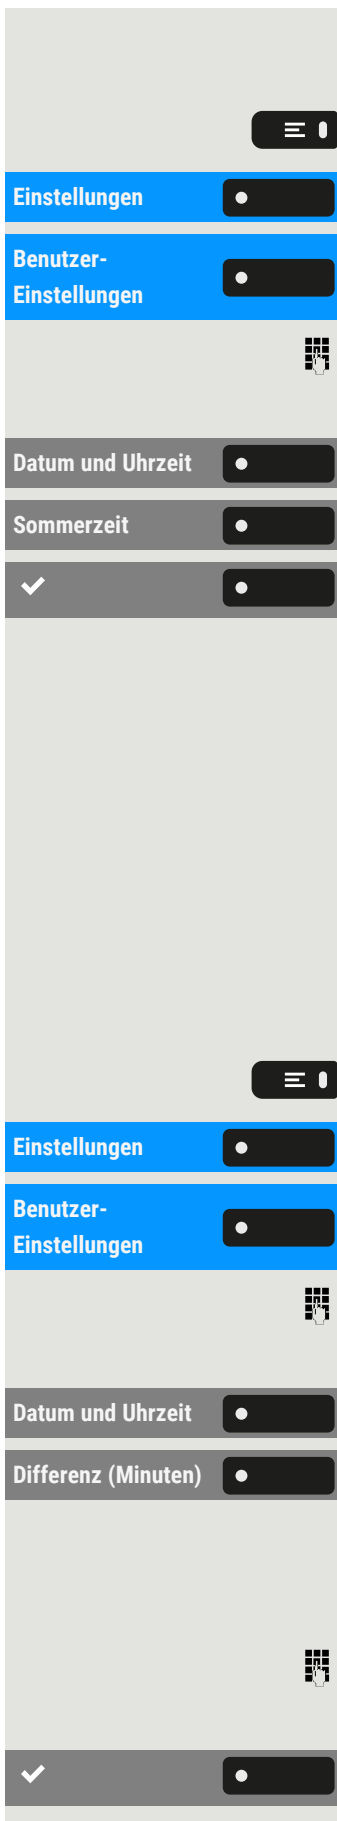 Einstellungen
Benutzer-
Einstellungen
Datum und Uhrzeit
Sommerzeit
Einstellungen
Benutzer-
Einstellungen
Datum und Uhrzeit
Differenz (Minuten)